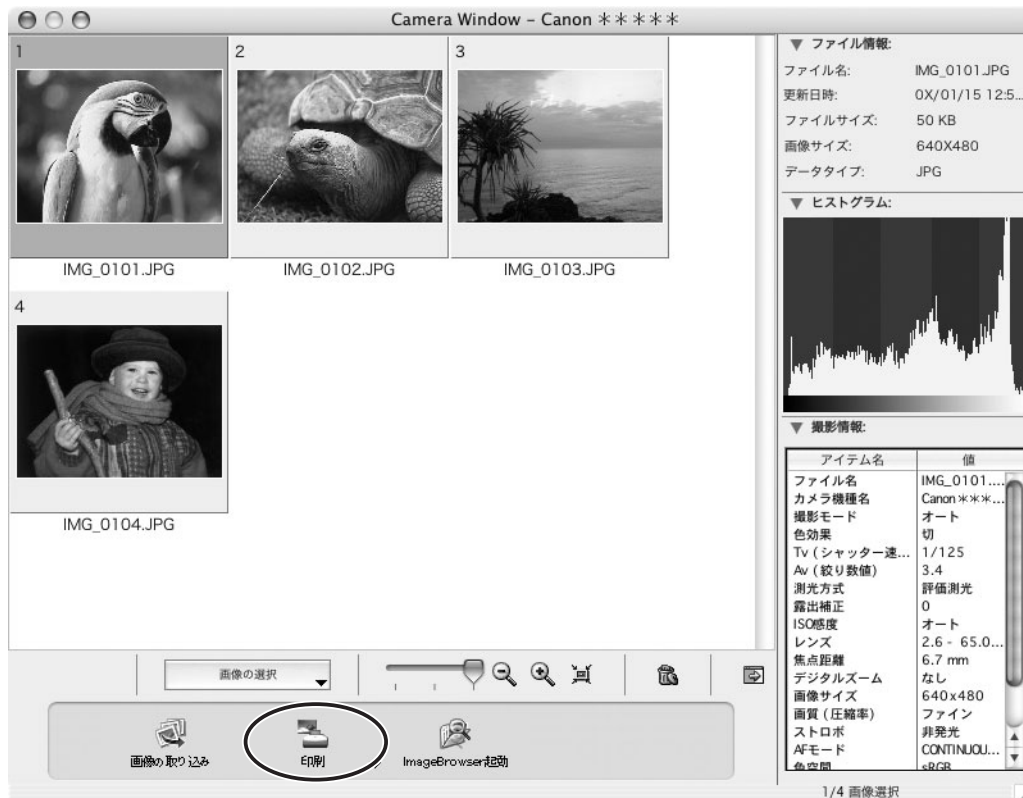 Camera Window – Canon ＊＊＊＊＊
1
2
3
IMG_0101.JPG
IMG_0102.JPG
IMG_0103.JPG
4
IMG_0104.JPG
画像の選択
画像の取り込み
印刷
ImageBrowser起動
▼ ファイル情報:
ファイル名: IMG_0101.JPG
更新日時: 0X/01/15 12:5...
ファイルサイズ: 50 KB
画像サイズ: 640X480
データタイプ: JPG
▼ ヒストグラム:
▼ 撮影情報:
アイテム名 値
ファイル名 IMG_0101....
カメラ機種名 Canon＊＊＊...
撮影モード オート
色効果 切
Tv (シャッター速... 1/125
Av (絞り数値) 3.4
測光方式 評価測光
露出補正 0
ISO感度 オート
レンズ 2.6 - 65.0...
焦点距離 6.7 mm
デジタルズーム なし
画像サイズ 640x480
画質 (圧縮率) ファイン
ストロボ 非発光
AFモード CONTINUOU...
色空間 sRGB
1/4 画像選択